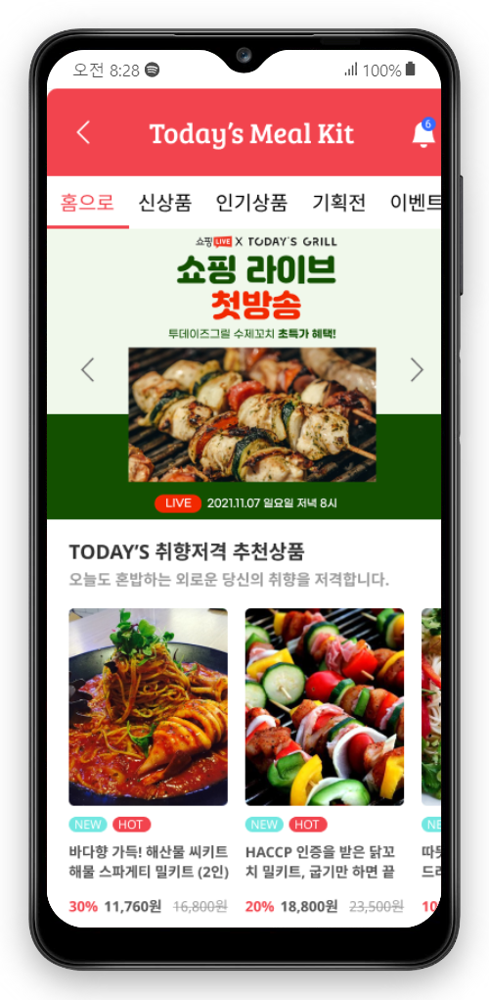 오전 8:28
100%
Today's Meal Kit
6
홈으로 신상품 인기상품 기획전 이벤트
쇼핑LIVE X TODAY'S GRILL
쇼핑 라이브
첫방송
투데이즈그릴 수제꼬치 초특가 혜택!
LIVE 2021.11.07 일요일 저녁 8시
TODAY'S 취향저격 추천상품
오늘도 혼밥하는 외로운 당신의 취향을 저격합니다.
NEW HOT
바다향 가득! 해산물 씨키트
해물 스파게티 밀키트 (2인)
30% 11,760원 16,800원
NEW HOT
HACCP 인증을 받은 닭꼬
치 밀키트, 굽기만 하면 끝
20% 18,800원 23,500원
NE
드
10